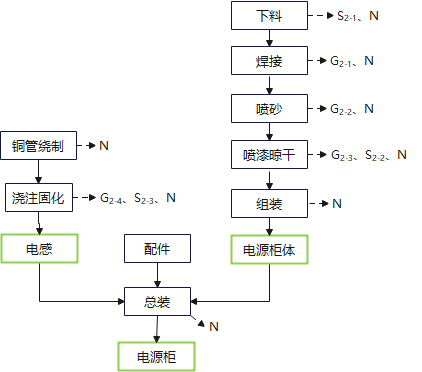 下料
S2-1、N
焊接
G2-1、N
喷砂
G2-2、N
铜管绕制
N
喷漆晾干
G2-3、S2-2、N
浇注固化
G2-4、S2-3、N
组装
N
电感
配件
电源柜体
总装
N
电源柜